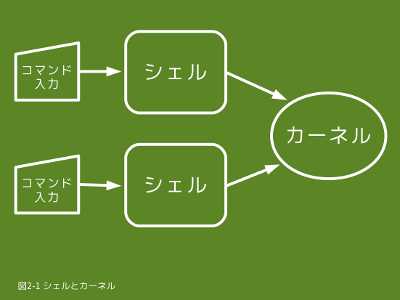 コマンド
入力
シェル
カーネル
コマンド
入力
シェル
図2-1 シェルとカーネル